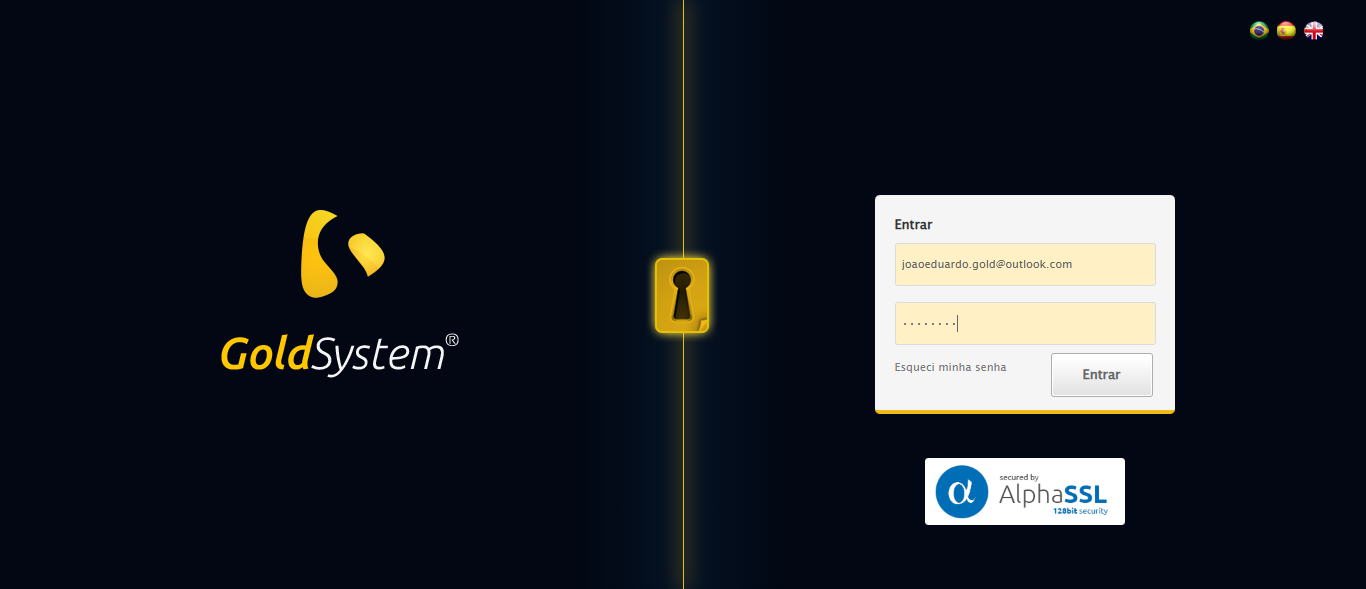 GoldSystem®
Entrar
joaoeduardo.gold@outlook.com
........
Esqueci minha senha
Entrar
α
secured by
AlphaSSL
128bit security